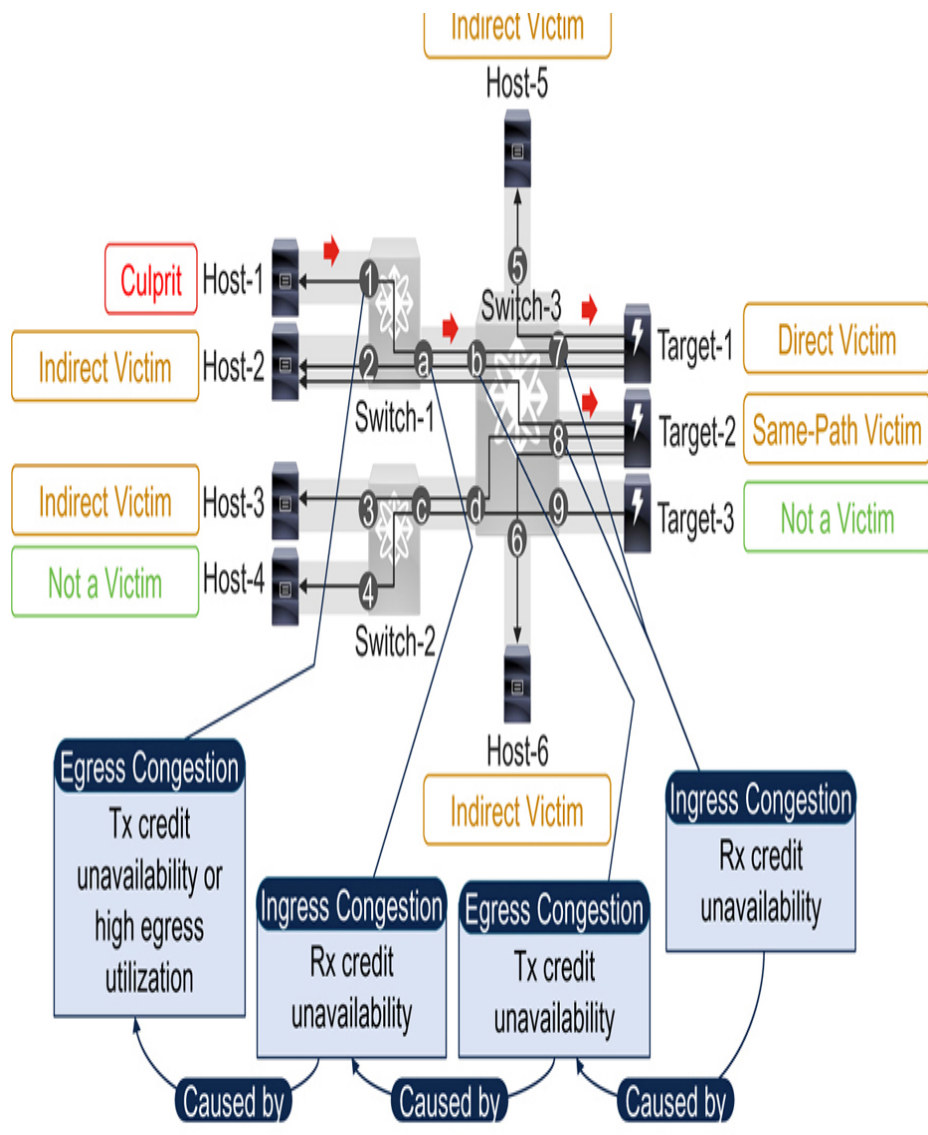 Indirect Victim
Host-5
5
Culprit
Host-1
1
Switch-3
Indirect Victim
Host-2
2
a
b
7
Target-1
Direct Victim
Switch-1
8
Target-2
Same-Path Victim
Indirect Victim
Host-3
3
c
d
9
Target-3
Not a Victim
6
Not a Victim
Host-4
4
Switch-2
Host-6
Indirect Victim
Egress Congestion
Tx credit
unavailability or
high egress
utilization
Ingress Congestion
Rx credit
unavailability
Egress Congestion
Tx credit
unavailability
Ingress Congestion
Rx credit
unavailability
Caused by
Caused by
Caused by